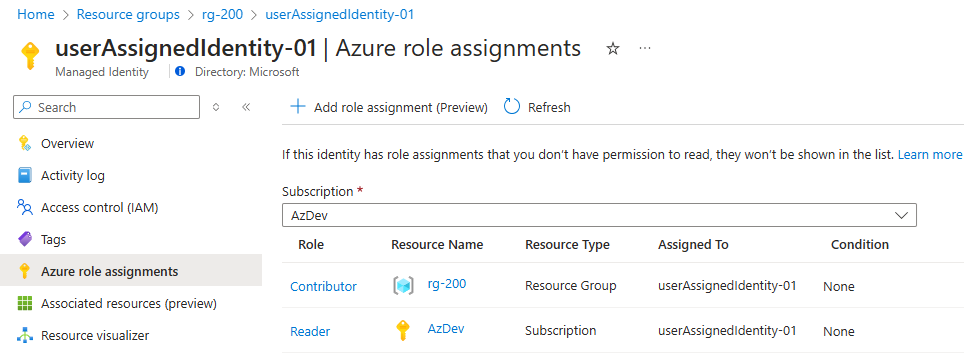 Home > Resource groups > rg-200 > userAssignedIdentity-01
userAssignedIdentity-01 | Azure role assignments ☆ ...
Managed Identity | Directory: Microsoft
Search
Overview
Activity log
Access control (IAM)
Tags
Azure role assignments
Associated resources (preview)
Resource visualizer
+ Add role assignment (Preview) Refresh
If this identity has role assignments that you don't have permission to read, they won't be shown in the list. Learn more
Subscription *
AzDev
Role Resource Name Resource Type Assigned To Condition
Contributor rg-200 Resource Group userAssignedIdentity-01 None
Reader AzDev Subscription userAssignedIdentity-01 None